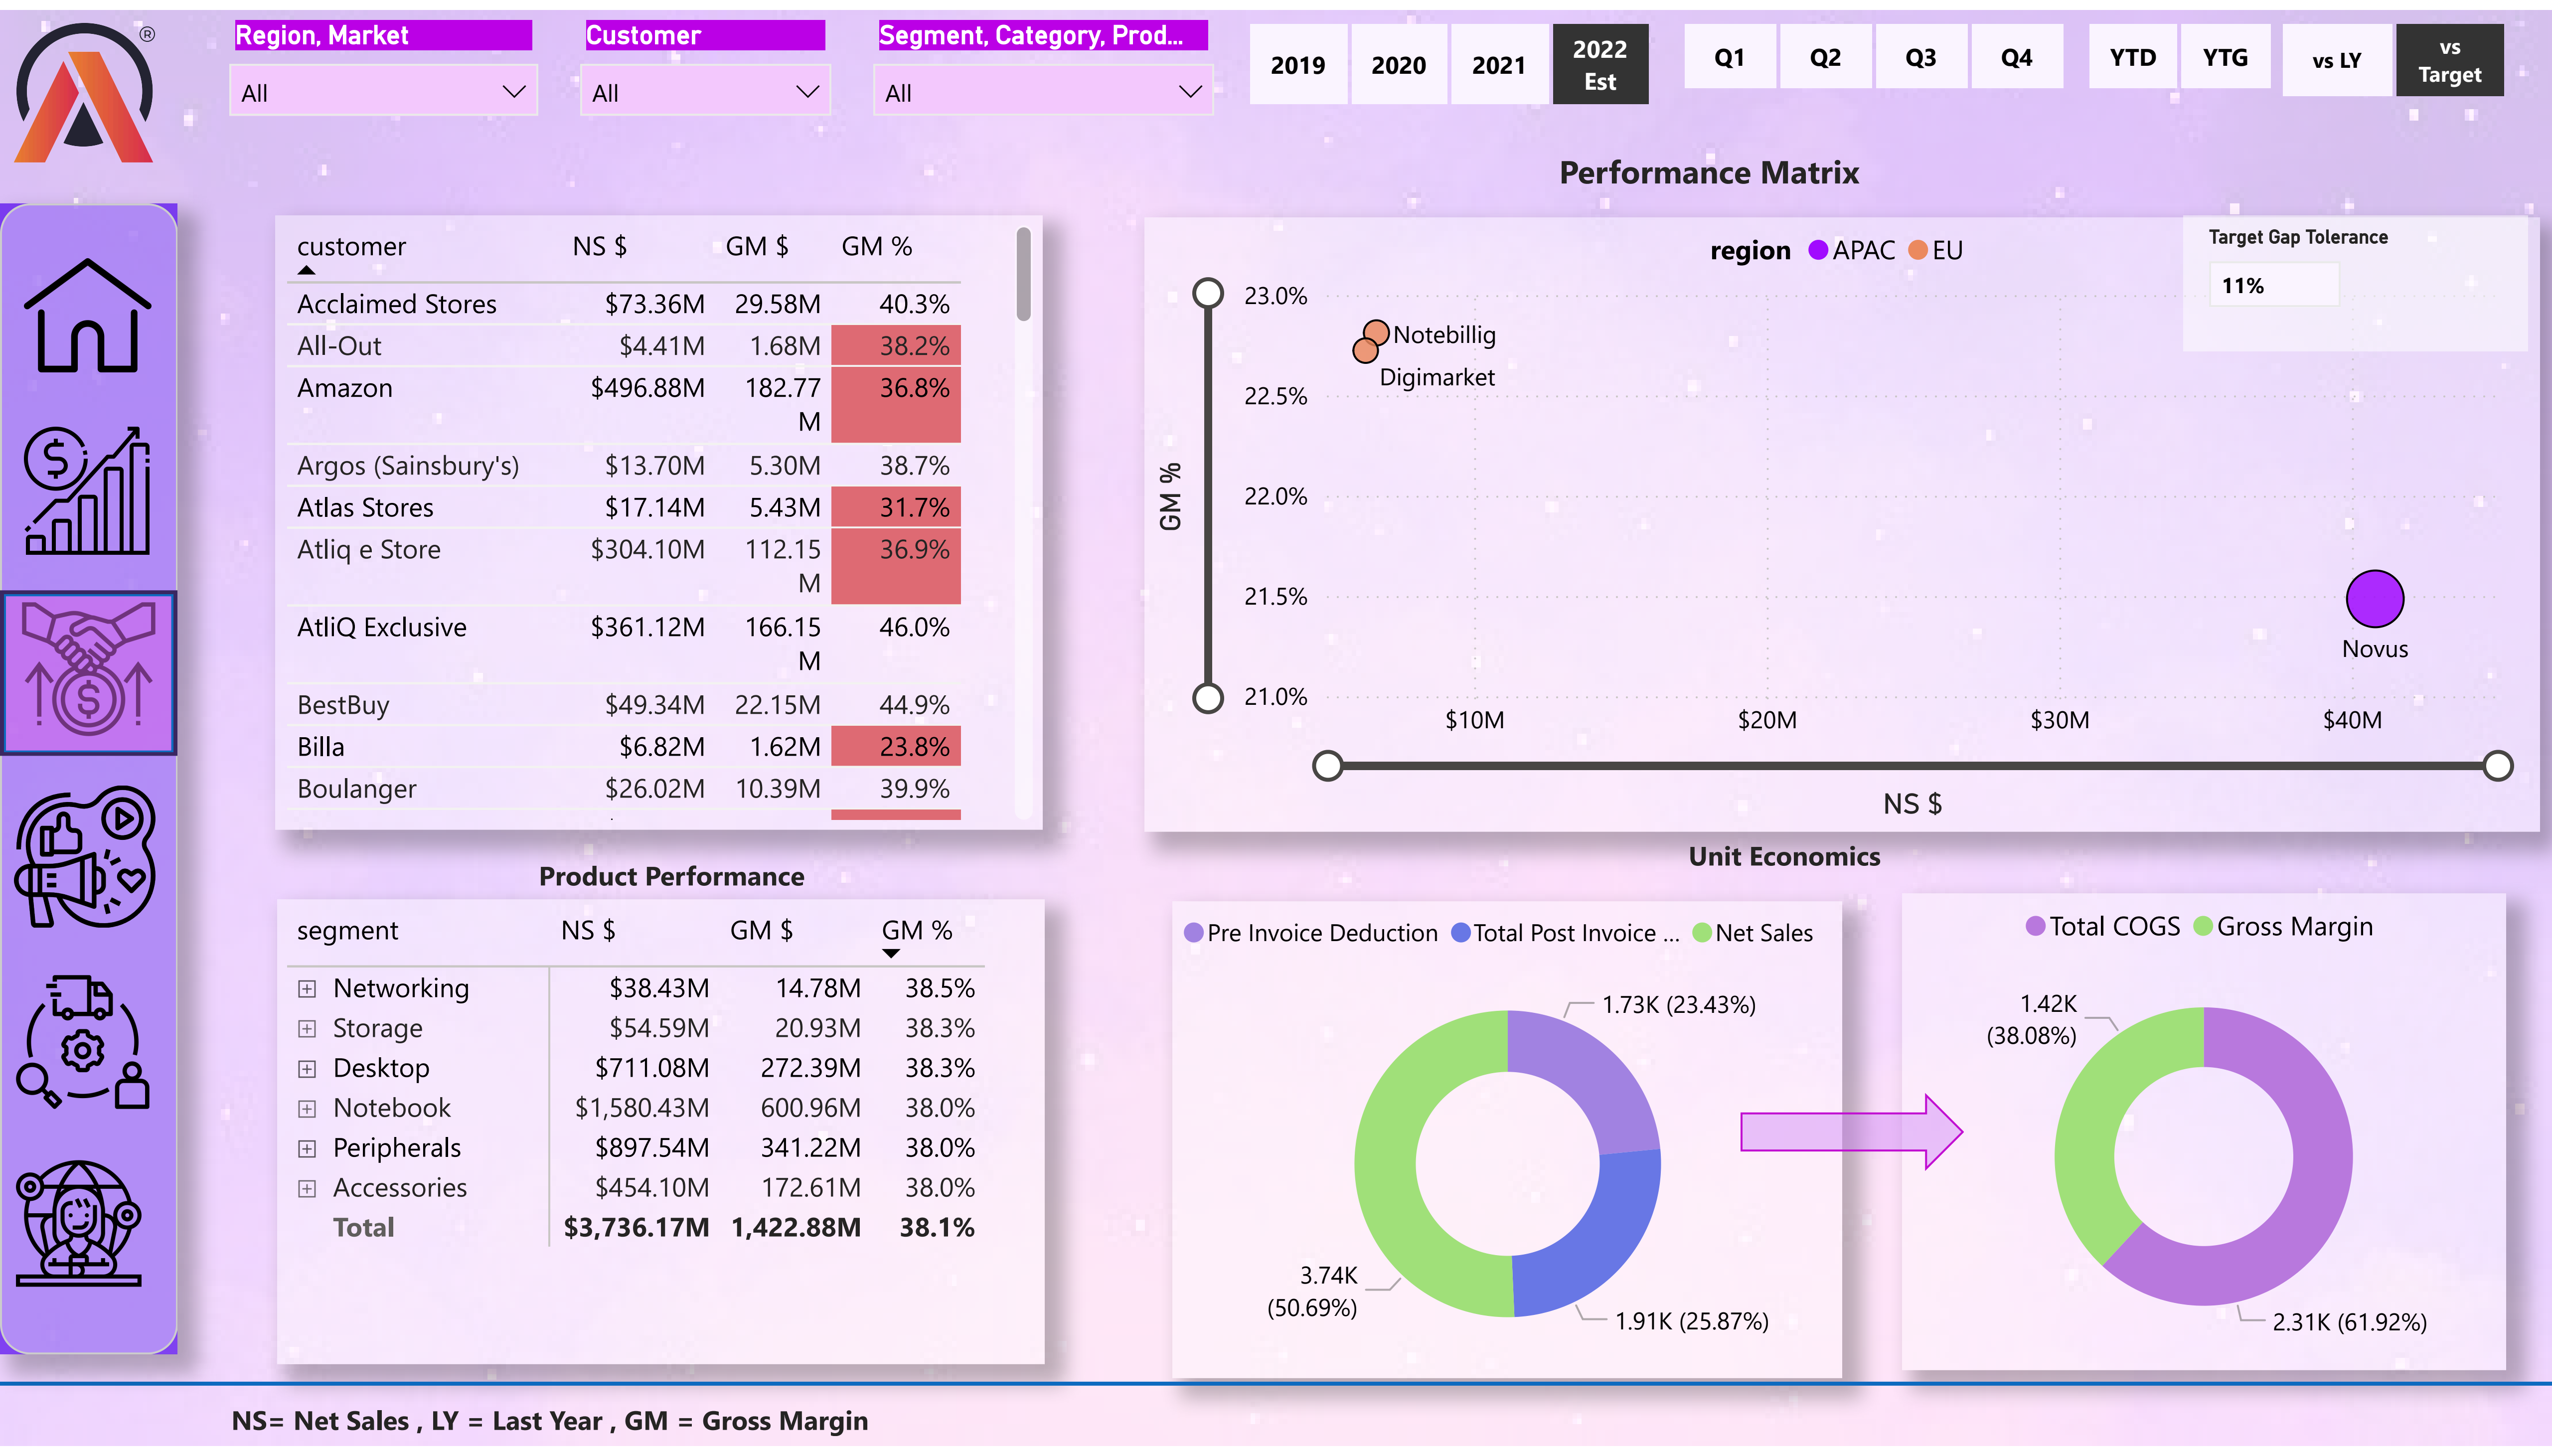 ®
Region, Market
All
Customer
All
Segment, Category, Prod...
All
2019
2020
2021
2022
Est
Q1
Q2
Q3
Q4
YTD
YTG
vs LY
vs
Target
customer NS $ GM $ GM %
Acclaimed Stores $73.36M 29.58M 40.3%
All-Out $4.41M 1.68M 38.2%
Amazon $496.88M 182.77 36.8%
M
Argos (Sainsbury's) $13.70M 5.30M 38.7%
Atlas Stores $17.14M 5.43M 31.7%
Atliq e Store $304.10M 112.15 36.9%
M
AtliQ Exclusive $361.12M 166.15 46.0%
M
BestBuy $49.34M 22.15M 44.9%
Billa $6.82M 1.62M 23.8%
Boulanger $26.02M 10.39M 39.9%
Performance Matrix
region APAC EU
Target Gap Tolerance
11%
GM %
23.0%
22.5%
22.0%
21.5%
21.0%
Notebillig
Digimarket
Novus
$10M $20M $30M $40M
NS $
Product Performance
segment NS $ GM $ GM %
Networking $38.43M 14.78M 38.5%
Storage $54.59M 20.93M 38.3%
Desktop $711.08M 272.39M 38.3%
Notebook $1,580.43M 600.96M 38.0%
Peripherals $897.54M 341.22M 38.0%
Accessories $454.10M 172.61M 38.0%
Total $3,736.17M 1,422.88M 38.1%
Unit Economics
Pre Invoice Deduction Total Post Invoice ... Net Sales
1.73K (23.43%)
3.74K
(50.69%)
1.91K (25.87%)
Total COGS Gross Margin
1.42K
(38.08%)
2.31K (61.92%)
NS= Net Sales , LY = Last Year , GM = Gross Margin